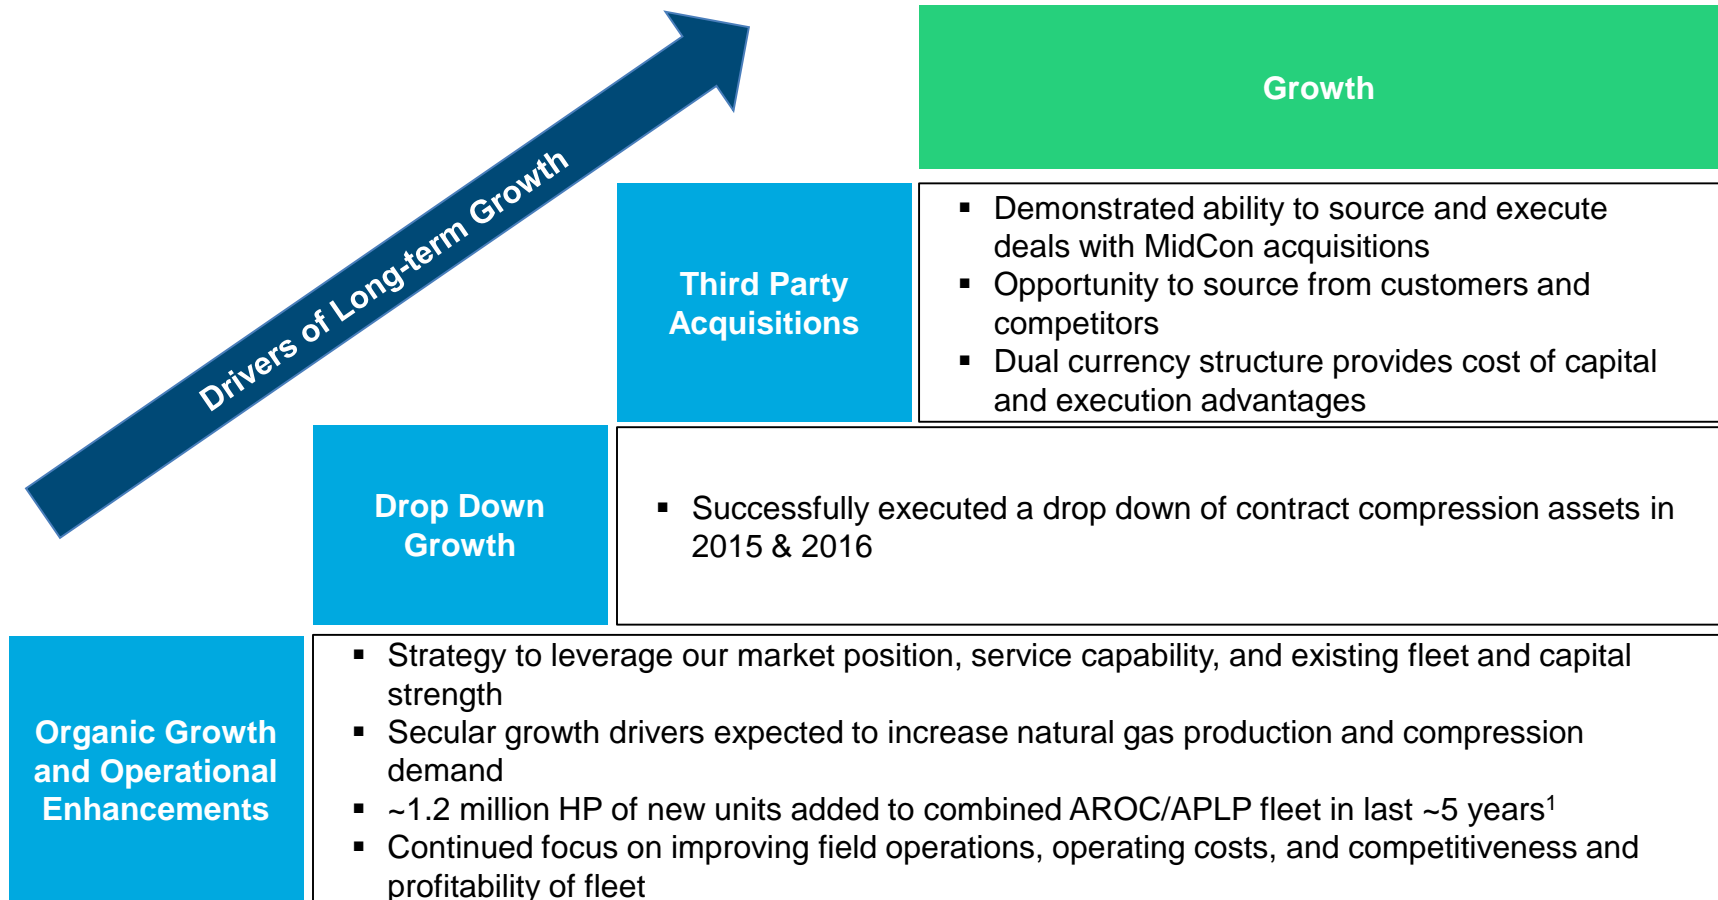 Drivers of Long-term Growth
Growth
Third Party
Acquisitions
▪ Demonstrated ability to source and execute
deals with MidCon acquisitions
▪ Opportunity to source from customers and
competitors
▪ Dual currency structure provides cost of capital
and execution advantages
Drop Down
Growth
▪ Successfully executed a drop down of contract compression assets in
2015 & 2016
Organic Growth
and Operational
Enhancements
▪ Strategy to leverage our market position, service capability, and existing fleet and capital
strength
▪ Secular growth drivers expected to increase natural gas production and compression
demand
▪ ~1.2 million HP of new units added to combined AROC/APLP fleet in last ~5 years¹
▪ Continued focus on improving field operations, operating costs, and competitiveness and
profitability of fleet